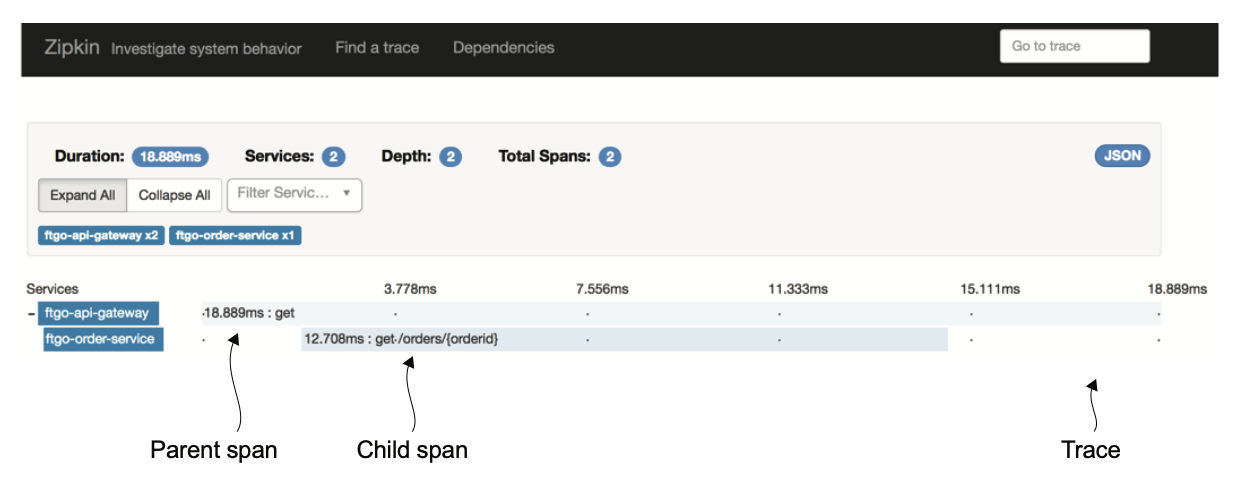 Zipkin Investigate system behavior Find a trace Dependencies Go to trace
Duration: 18.889ms Services: 2 Depth: 2 Total Spans: 2 JSON
Expand All Collapse All Filter Servic...
ftgo-api-gateway x2 ftgo-order-service x1
Services 3.778ms 7.556ms 11.333ms 15.111ms 18.889ms
- ftgo-api-gateway ·18.889ms : get
ftgo-order-service 12.708ms : get /orders/{orderid}
Parent span Child span Trace